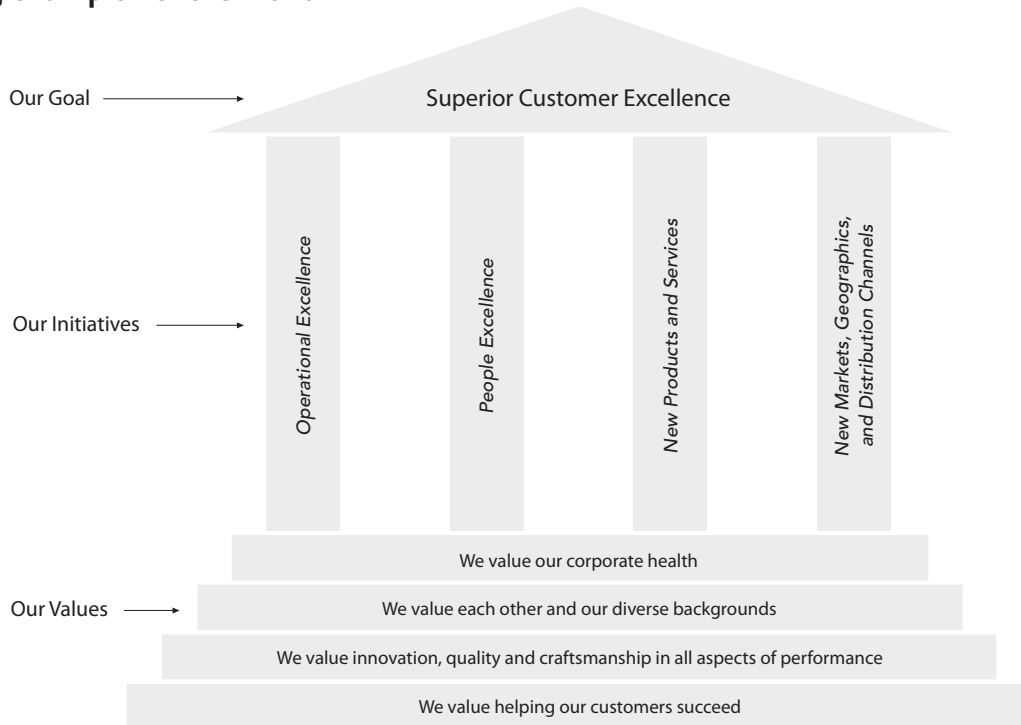 Our Goal
Superior Customer Excellence
Our Initiatives
Operational Excellence
People Excellence
New Products and Services
New Markets, Geographics,
and Distribution Channels
We value our corporate health
Our Values
We value each other and our diverse backgrounds
We value innovation, quality and craftsmanship in all aspects of performance
We value helping our customers succeed